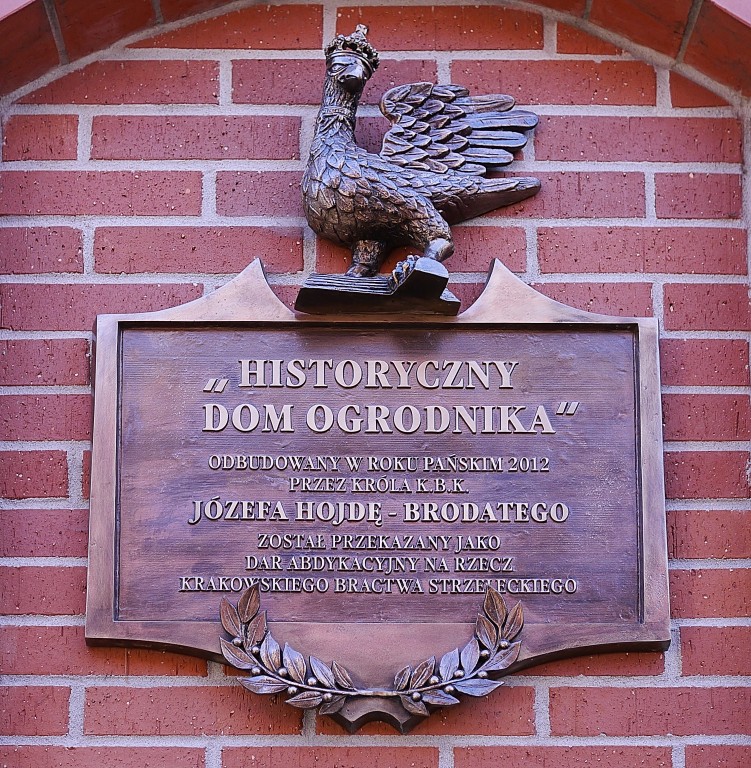 „HISTORYCZNY
DOM OGRODNIKA”
ODBUDOWANY W ROKU PAŃSKIM 2012
PRZEZ KRÓLA K.B.K.
JÓZEFA HOJDĘ - BRODATEGO
ZOSTAŁ PRZEKAZANY JAKO
DAR ABDYKACYJNY NA RZECZ
KRAKOWSKIEGO BRACTWA STRZELECKIEGO